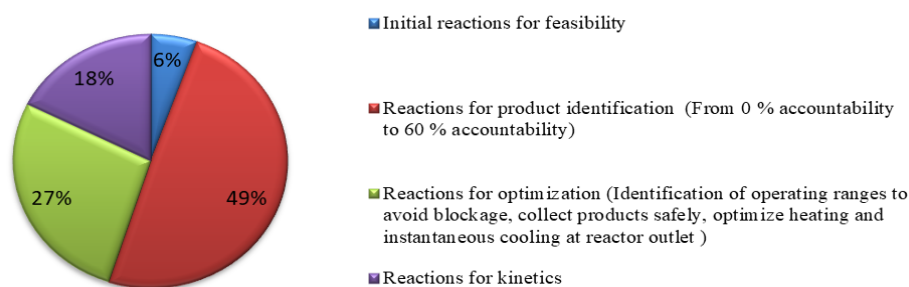 6%
18%
27%
49%
Initial reactions for feasibility
Reactions for product identification (From 0 % accountability
to 60 % accountability)
Reactions for optimization (Identification of operating ranges to
avoid blockage, collect products safely, optimize heating and
instantaneous cooling at reactor outlet )
Reactions for kinetics